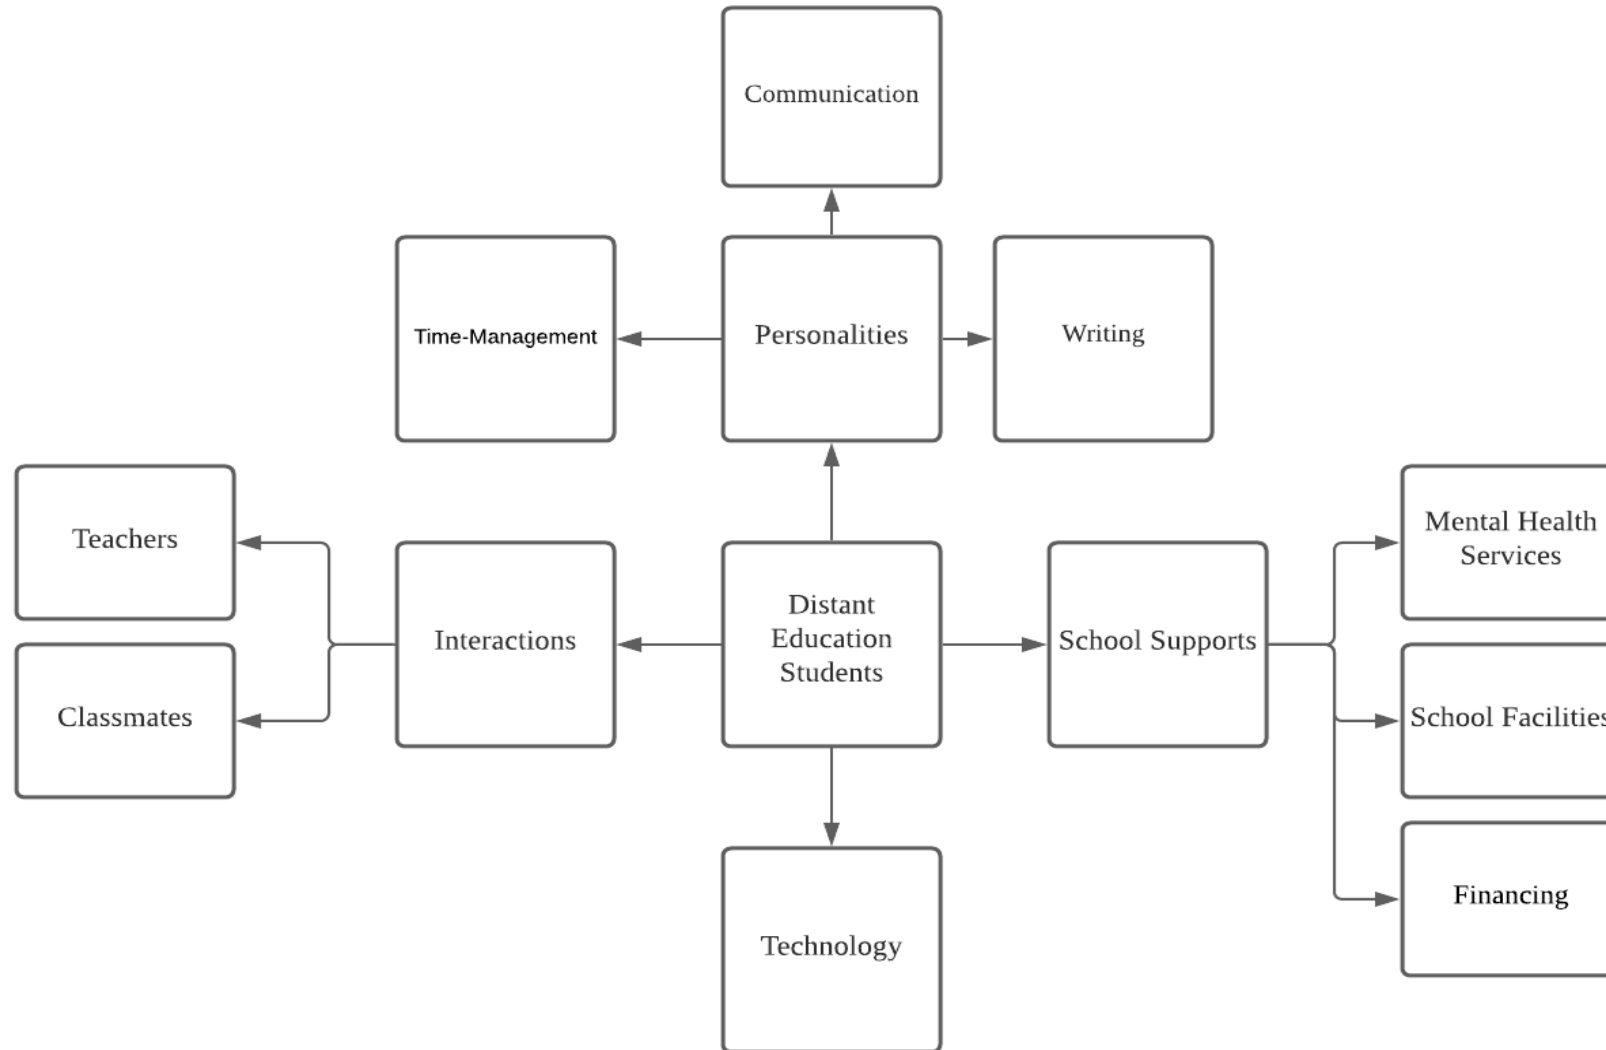 Communication
Time-Management
Personalities
Writing
Teachers
Mental Health
Services
Interactions
Distant
Education
Students
School Supports
Classmates
School Facilities
Financing
Technology